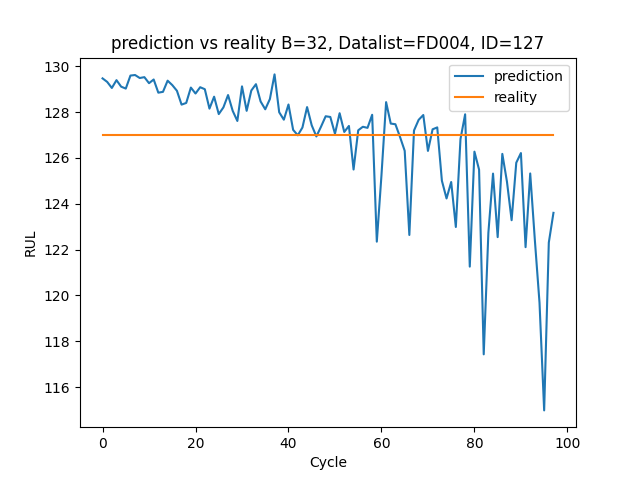 prediction vs reality B=32, Datalist=FD004, ID=127
prediction
reality
RUL
130
128
126
124
122
120
118
116
0 20 40 60 80 100
Cycle